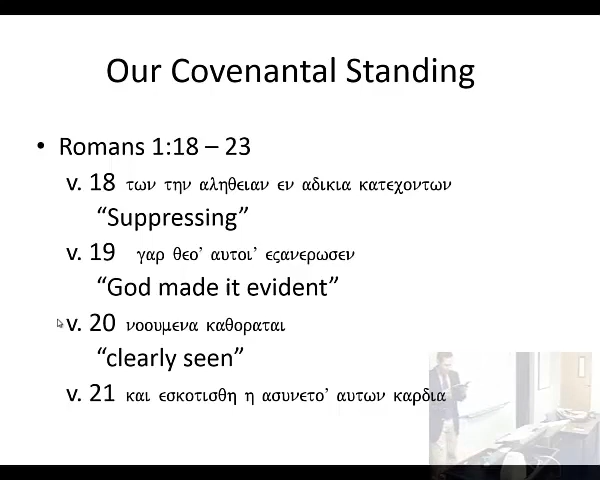 Our Covenantal Standing
• Romans 1:18 – 23
v. 18 των την αληθειαν εν αδικια κατεχοντων
“Suppressing”
v. 19 γαρ θεο’ αυτοι’ εςανερωσεν
“God made it evident”
v. 20 νοουμενα καθοραται
“clearly seen”
v. 21 και εσκοτισθη η ασυνετο’ αυτων καρδια